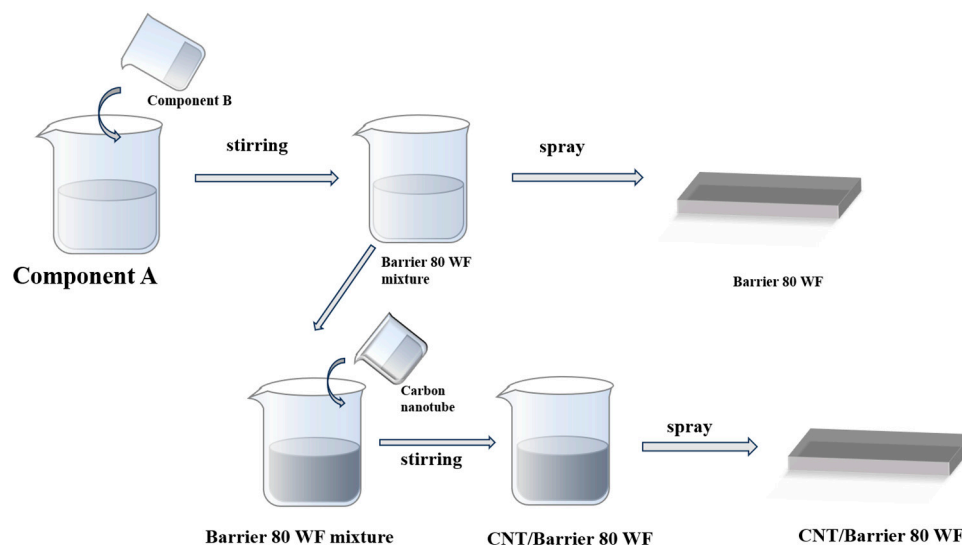 Component B
stirring
spray
Component A
Barrier 80 WF
mixture
Barrier 80 WF
Carbon
nanotube
stirring
spray
Barrier 80 WF mixture
CNT/Barrier 80 WF
CNT/Barrier 80 WF